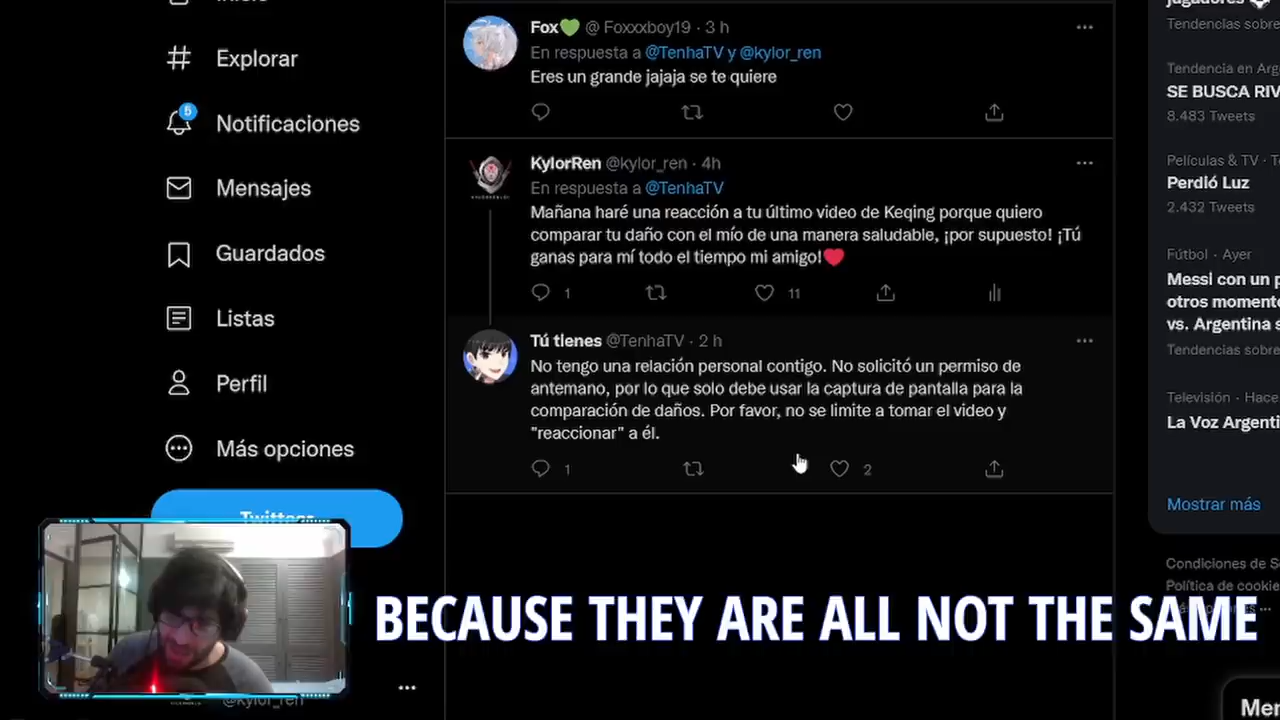 Explorar
5
Notificaciones
Mensajes
Guardados
Listas
Perfil
Más opciones
Fox💚 @ Foxxxboy19 · 3 h
En respuesta a @TenhaTV y @kylor_ren
Eres un grande jajaja se te quiere
KylorRen @kylor_ren · 4h
En respuesta a @TenhaTV
Mañana haré una reacción a tu último video de Keqing porque quiero
comparar tu daño con el mío de una manera saludable, ¡por supuesto! ¡Tú
ganas para mí todo el tiempo mi amigo!❤️
1 11
Tú tIenes @TenhaTV · 2 h
No tengo una relación personal contigo. No solicitó un permiso de
antemano, por lo que solo debe usar la captura de pantalla para la
comparación de daños. Por favor, no se limite a tomar el video y
"reaccionar" a él.
1 2
jugadores
Tendencias sobre
Tendencia en Arg
SE BUSCA RIV
8.483 Tweets
Películas & TV · T
Perdió Luz
2.432 Tweets
Fútbol · Ayer
Messi con un p
otros momento
vs. Argentina s
Tendencias sobre
Televisión · Hace
La Voz Argenti
Mostrar más
Condiciones de S
Política de cookie
BECAUSE THEY ARE ALL NOT THE SAME
@kylor_ren
Men